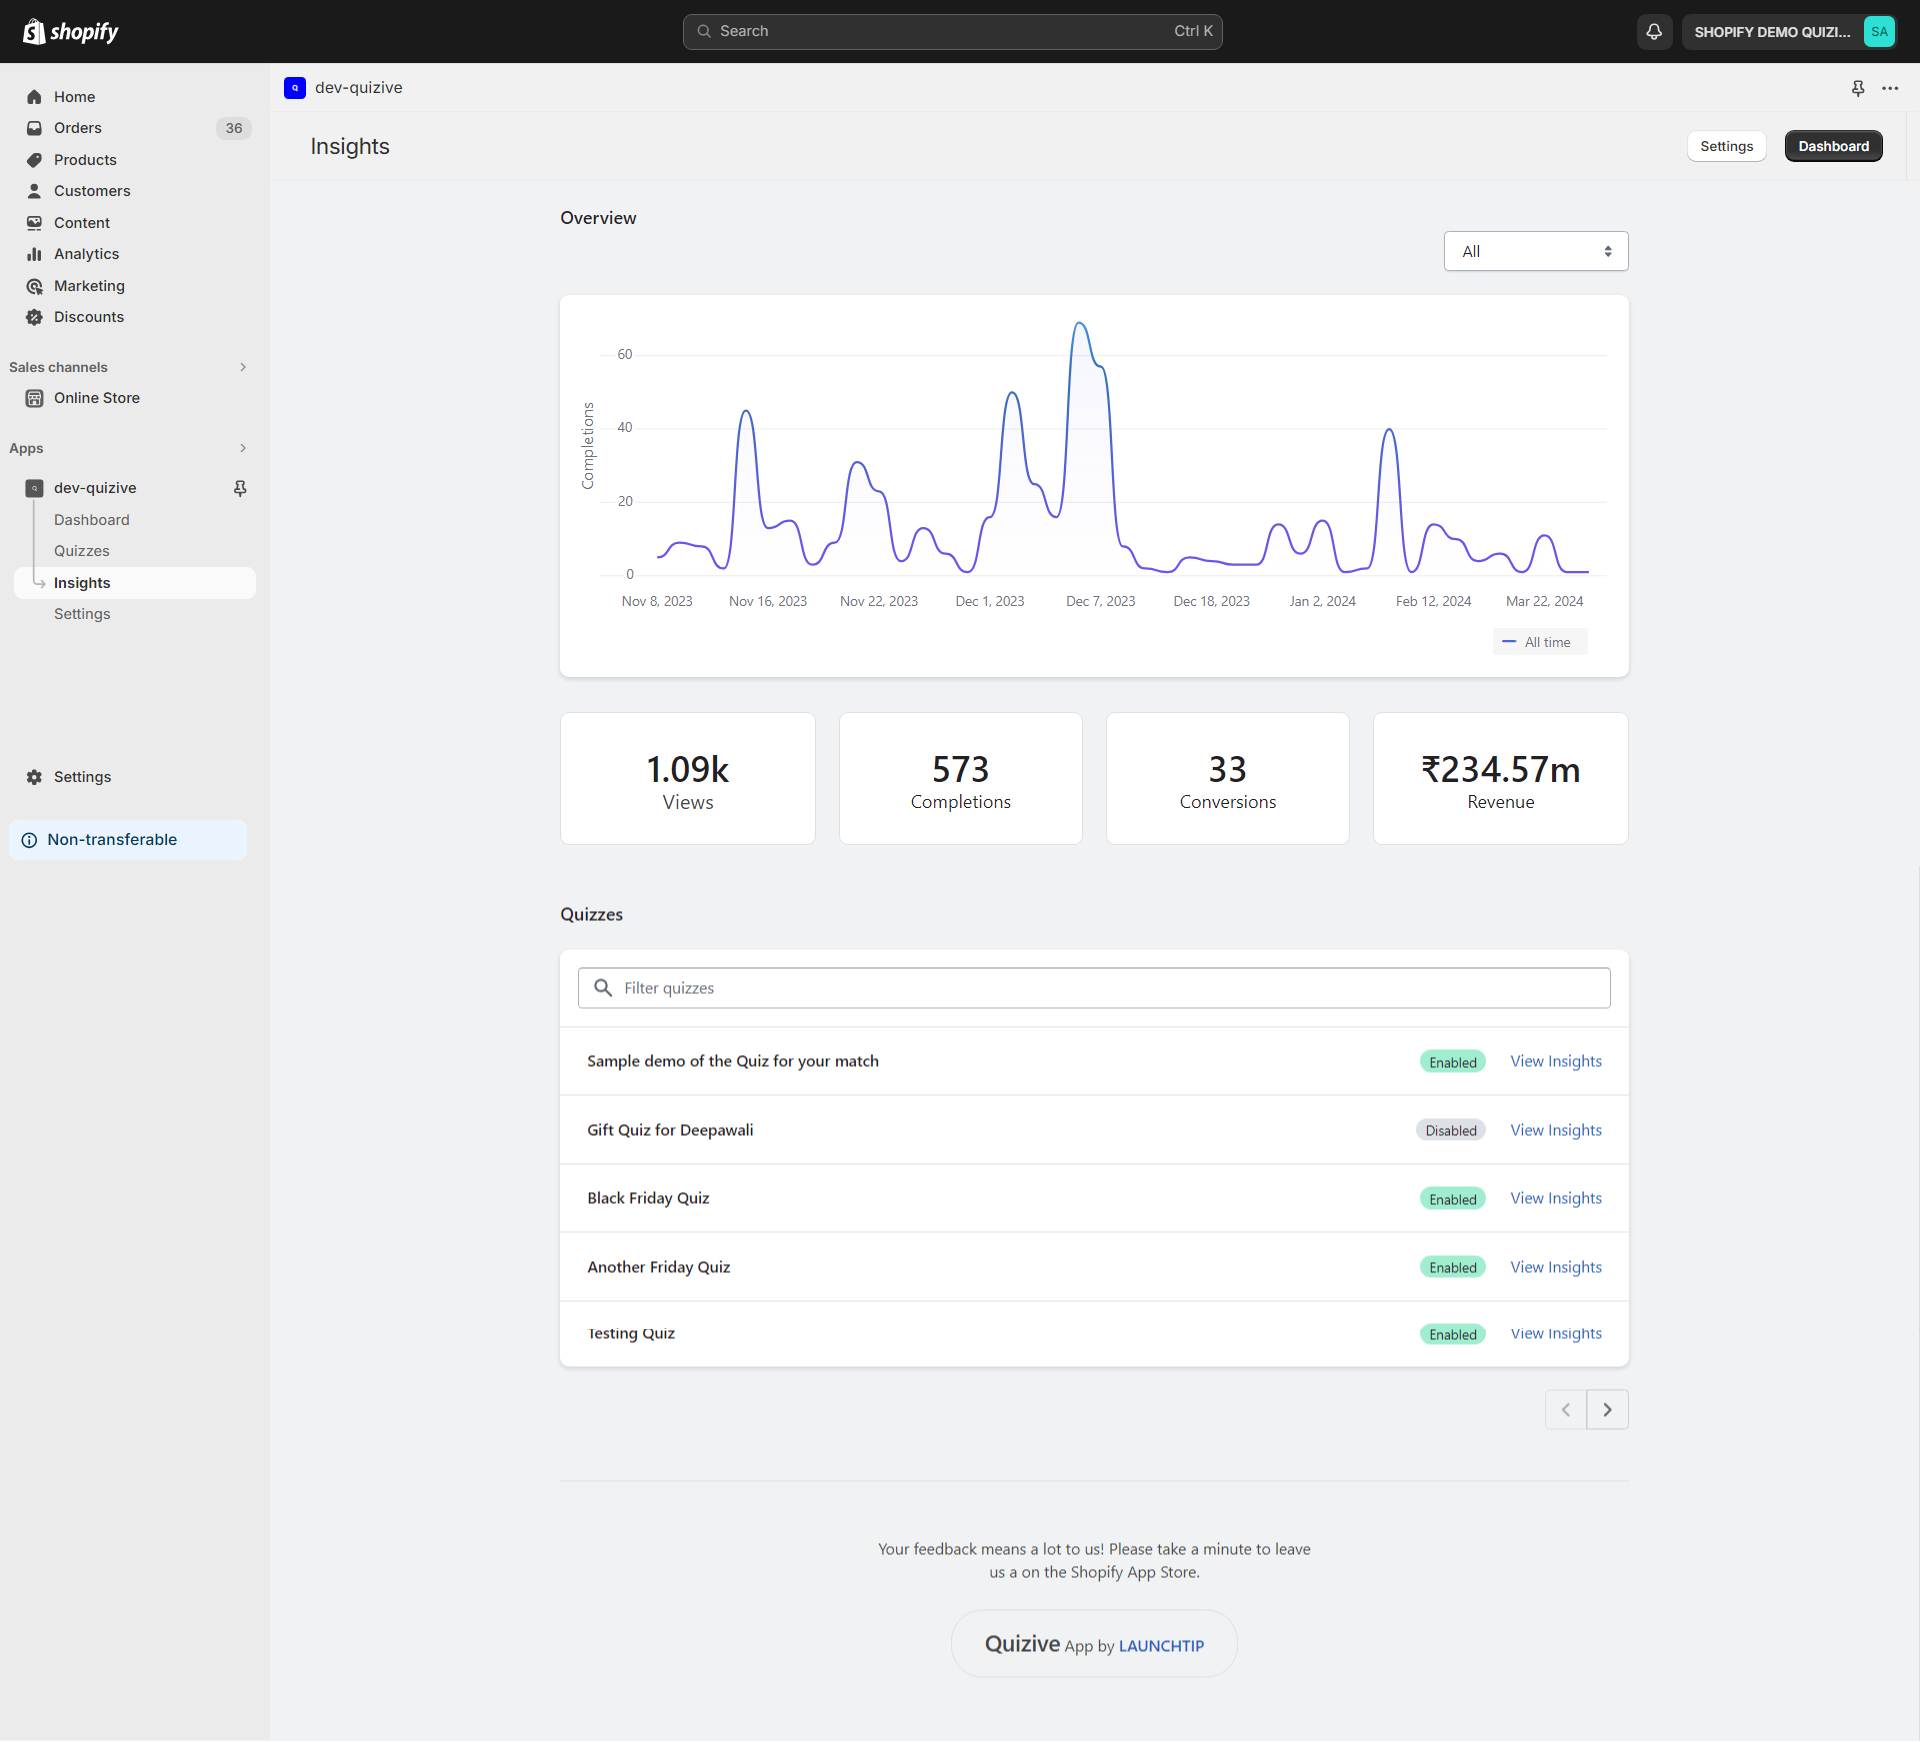 shopify
Search
Ctrl K
SHOPIFY DEMO QUIZI...
SA
Home
Orders
36
Products
Customers
Content
Analytics
Marketing
Discounts
Sales channels
Online Store
Apps
dev-quizive
Dashboard
Quizzes
Insights
Settings
Settings
Non-transferable
dev-quizive
Insights
Settings
Dashboard
Overview
All
Completions
60
40
20
0
Nov 8, 2023
Nov 16, 2023
Nov 22, 2023
Dec 1, 2023
Dec 7, 2023
Dec 18, 2023
Jan 2, 2024
Feb 12, 2024
Mar 22, 2024
All time
1.09k
Views
573
Completions
33
Conversions
₹234.57m
Revenue
Quizzes
Filter quizzes
Sample demo of the Quiz for your match
Enabled
View Insights
Gift Quiz for Deepawali
Disabled
View Insights
Black Friday Quiz
Enabled
View Insights
Another Friday Quiz
Enabled
View Insights
Testing Quiz
Enabled
View Insights
Your feedback means a lot to us! Please take a minute to leave
us a on the Shopify App Store.
Quizive App by LAUNCHTIP